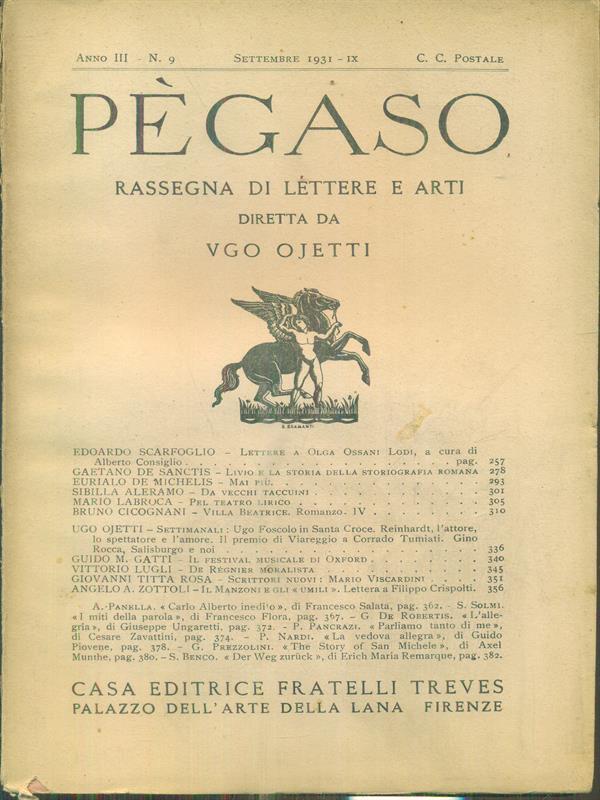 Anno III - N. 9 Settembre 1931 - IX C. C. Postale
PÈGASO
RASSEGNA DI LETTERE E ARTI
DIRETTA DA
VGO OJETTI
B. BRAMANTI
EDOARDO SCARFOGLIO - Lettere a Olga Ossani Lodi, a cura di
Alberto Consiglio . . . . . . . . . . . . . . . . . . pag. 257
GAETANO DE SANCTIS - Livio e la storia della storiografia romana 278
EURIALO DE MICHELIS - Mai più. . . . . . . . . . . . . . . 293
SIBILLA ALERAMO - Da vecchi taccuini . . . . . . . . . . . . 301
MARIO LABROCA - Pel teatro lirico . . . . . . . . . . . . . 305
BRUNO CICOGNANI - Villa Beatrice. Romanzo. IV . . . . . . . . 310
UGO OJETTI - Settimanali : Ugo Foscolo in Santa Croce. Reinhardt, l'attore,
lo spettatore e l'amore. Il premio di Viareggio a Corrado Tumiati. Gino
Rocca, Salisburgo e noi . . . . . . . . . . . . . . . . 336
GUIDO M. GATTI - Il festival musicale di Oxford . . . . . . . . 340
VITTORIO LUGLI - De Régnier moralista . . . . . . . . . . . 345
GIOVANNI TITTA ROSA - Scrittori nuovi : Mario Viscardini . . . . 351
ANGELO A. ZOTTOLI - Il Manzoni e gli « umili ». Lettera a Filippo Crispolti. 356
A. PANELLA. « Carlo Alberto inedito », di Francesco Salata, pag. 362. - S. SOLMI.
« I miti della parola », di Francesco Flora, pag. 367. - G. DE ROBERTIS. « L'alle-
gria », di Giuseppe Ungaretti, pag. 372. - P. PANCRAZI. « Parliamo tanto di me »,
di Cesare Zavattini, pag. 374. - P. NARDI. « La vedova allegra », di Guido
Piovene, pag. 378. - G. PREZZOLINI. « The Story of San Michele », di Axel
Munthe, pag. 380. - S. BENCO. « Der Weg zurück », di Erich Maria Remarque, pag. 382.
CASA EDITRICE FRATELLI TREVES
PALAZZO DELL'ARTE DELLA LANA FIRENZE